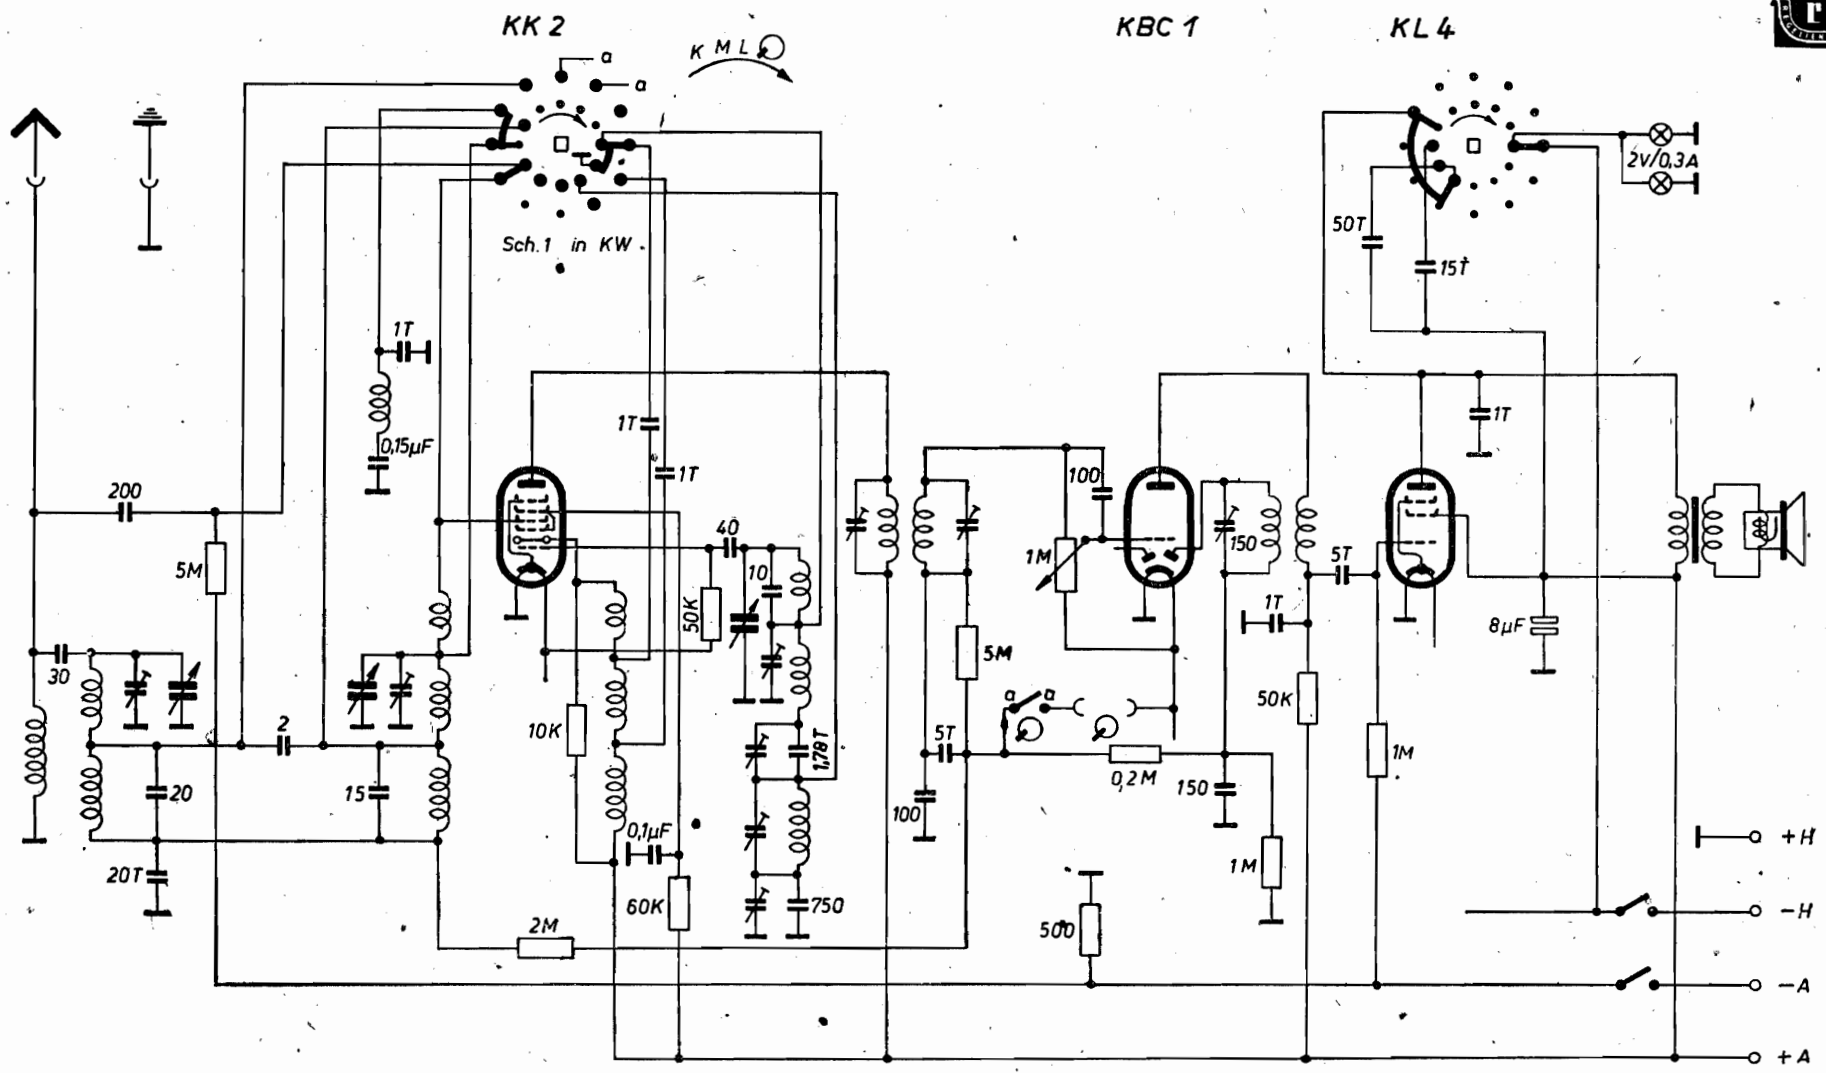 KK 2
KBC 1
KL 4
K M L
a
a
2V/0,3A
Sch.1 in KW
50T
15T
1T
0,15µF
1T
1T
1T
200
5M
40
10
50K
100
1M
150
5T
1T
8µF
30
2
10K
1,78T
5M
a a
5T
0,2M
50K
1M
20
15
100
150
20T
0,1µF
60K
750
1M
+H
2M
500
-H
-A
+A